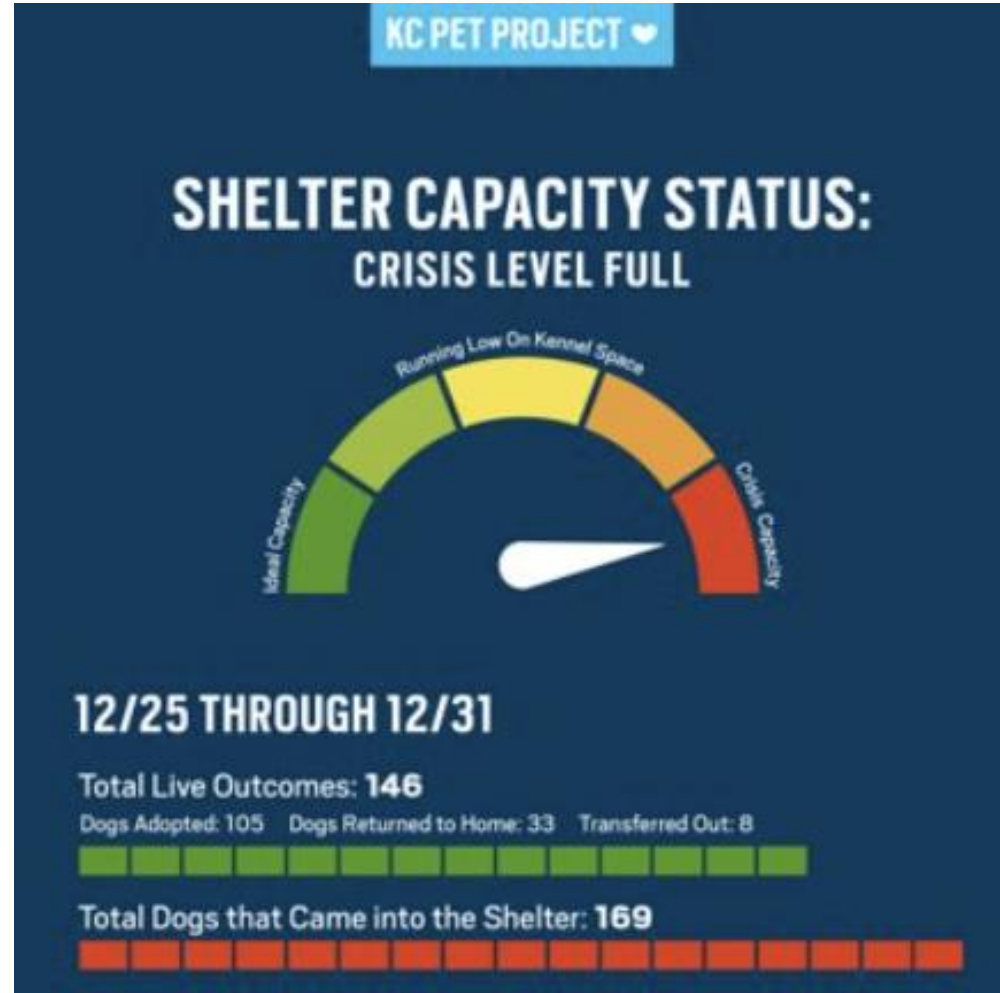 KC PET PROJECT
SHELTER CAPACITY STATUS:
CRISIS LEVEL FULL
Running Low On Kennel Space
Ideal Capacity
Crisis Capacity
12/25 THROUGH 12/31
Total Live Outcomes: 146
Dogs Adopted: 105 Dogs Returned to Home: 33 Transferred Out: 8
Total Dogs that Came into the Shelter: 169